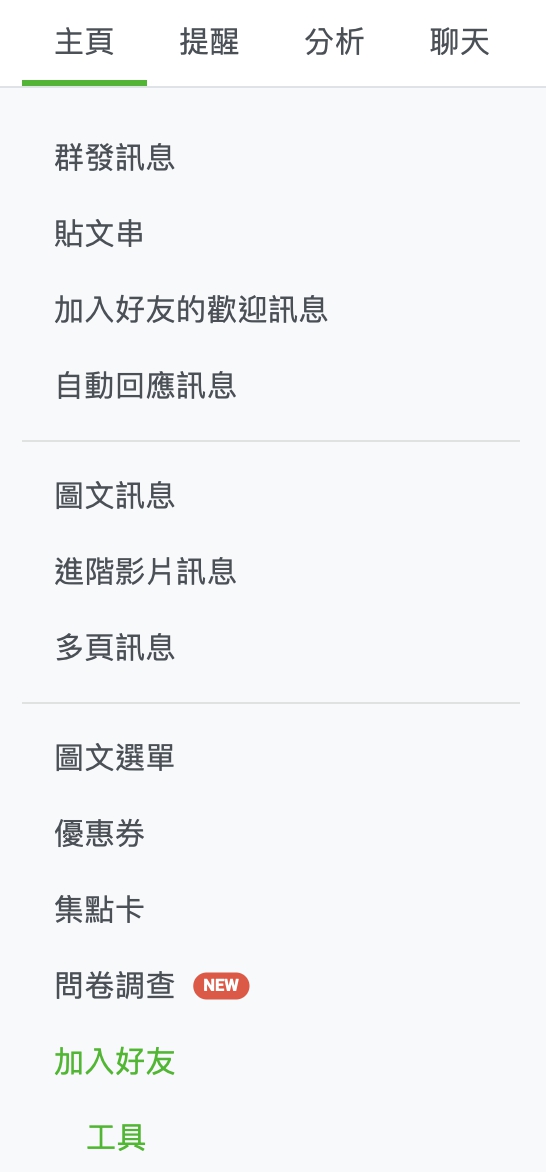 主頁 提醒 分析 聊天
群發訊息
貼文串
加入好友的歡迎訊息
自動回應訊息
圖文訊息
進階影片訊息
多頁訊息
圖文選單
優惠券
集點卡
問卷調查 NEW
加入好友
工具